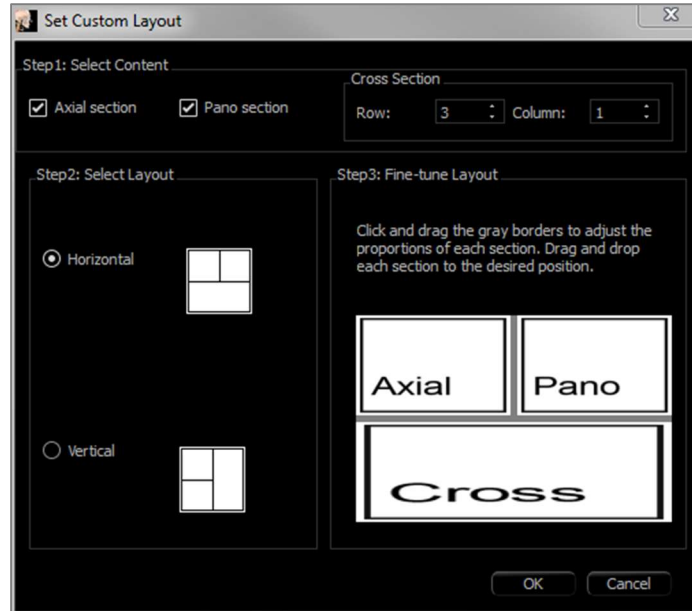 Set Custom Layout
Step1: Select Content
Axial section
Pano section
Cross Section
Row: 3 Column: 1
Step2: Select Layout
Horizontal
Vertical
Step3: Fine-tune Layout
Click and drag the gray borders to adjust the
proportions of each section. Drag and drop
each section to the desired position.
Axial
Pano
Cross
OK
Cancel